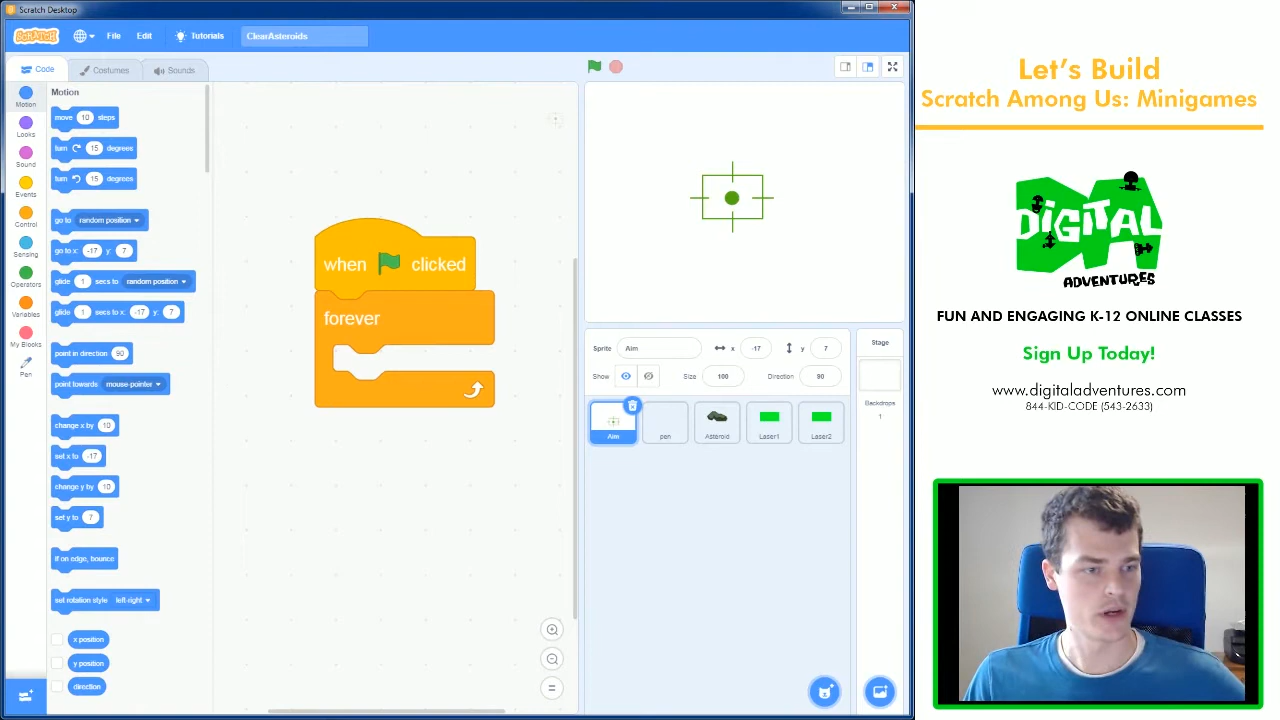 Scratch Desktop
SCRATCH
File
Edit
Tutorials
ClearAsteroids
Code
Costumes
Sounds
Motion
Looks
Sound
Events
Control
Sensing
Operators
Variables
My Blocks
Pen
Motion
move 10 steps
turn 15 degrees
turn 15 degrees
go to random position
go to x: -17 y: 7
glide 1 secs to random position
glide 1 secs to x: -17 y: 7
point in direction 90
point towards mouse-pointer
change x by 10
set x to -17
change y by 10
set y to 7
if on edge, bounce
set rotation style left-right
x position
y position
direction
when clicked
forever
Sprite Aim x -17 y 7
Show Size 100 Direction 90
Aim
pen
Asteroid
Laser1
Laser2
Stage
Backdrops
1
Let's Build
Scratch Among Us: Minigames
DIGITAL
ADVENTURES
FUN AND ENGAGING K-12 ONLINE CLASSES
Sign Up Today!
www.digitaladventures.com
844-KID-CODE (543-2633)